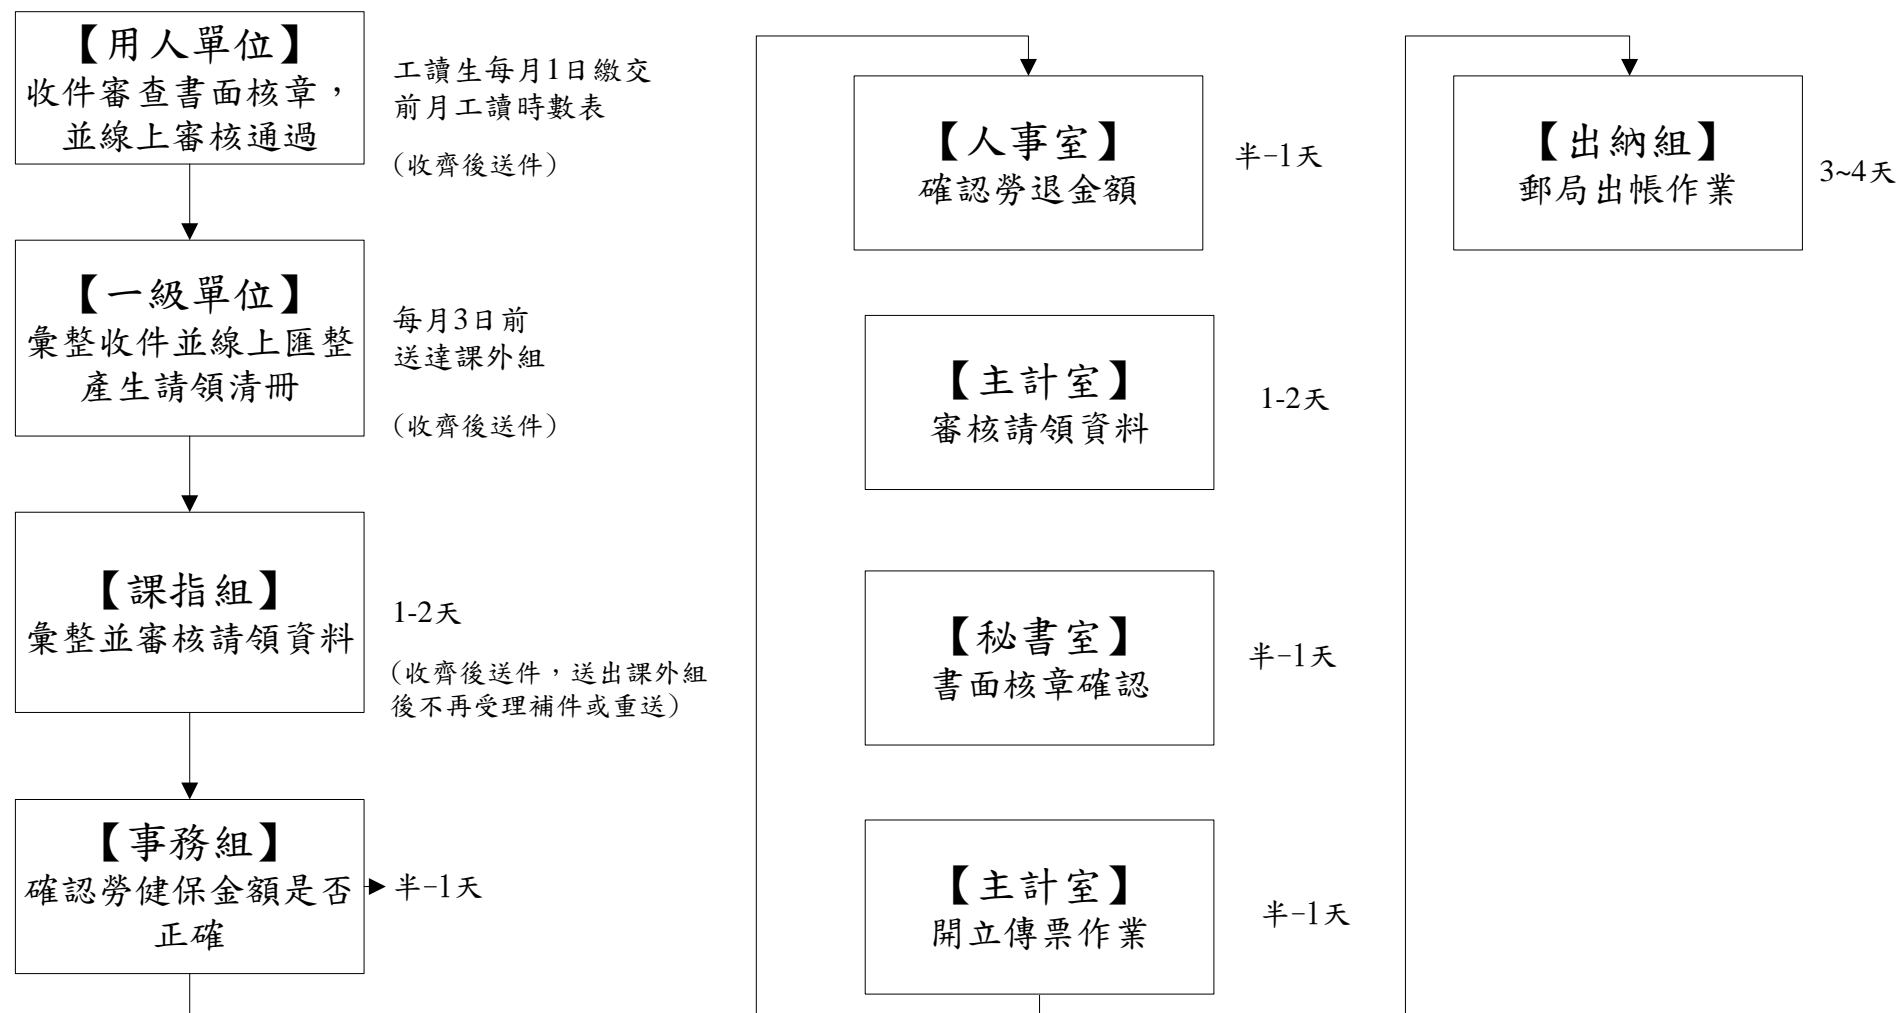 【用人單位】
收件審查書面核章，
並線上審核通過
工讀生每月1日繳交
前月工讀時數表
(收齊後送件)
【一級單位】
彙整收件並線上匯整
產生請領清冊
每月3日前
送達課外組
(收齊後送件)
【課指組】
彙整並審核請領資料
1-2天
(收齊後送件，送出課外組
後不再受理補件或重送)
【事務組】
確認勞健保金額是否
正確
半-1天
【人事室】
確認勞退金額
半-1天
【主計室】
審核請領資料
1-2天
【秘書室】
書面核章確認
半-1天
【主計室】
開立傳票作業
半-1天
【出納組】
郵局出帳作業
3~4天